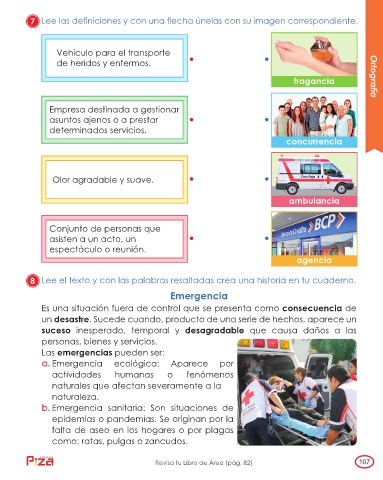 7 Lee las definiciones y con una flecha únelas con su imagen correspondiente.
Vehículo para el transporte
de heridos y enfermos.
fragancia
Ortografía
Empresa destinada a gestionar
asuntos ajenos o a prestar
determinados servicios.
concurrencia
Olor agradable y suave.
ambulancia
Conjunto de personas que
asisten a un acto, un
espectáculo o reunión.
BCP
agencia
8 Lee el texto y con las palabras resaltadas crea una historia en tu cuaderno.
Emergencia
Es una situación fuera de control que se presenta como consecuencia de
un desastre. Sucede cuando, producto de una serie de hechos, aparece un
suceso inesperado, temporal y desagradable que causa daños a las
personas, bienes y servicios.
Las emergencias pueden ser:
a. Emergencia ecológica: Aparece por
actividades humanas o fenómenos
naturales que afectan severamente a la
naturaleza.
b. Emergencia sanitaria: Son situaciones de
epidemias o pandemias. Se originan por la
falta de aseo en los hogares o por plagas
como: ratas, pulgas o zancudos.
Revisa tu Libro de Área (pág. 82)
107